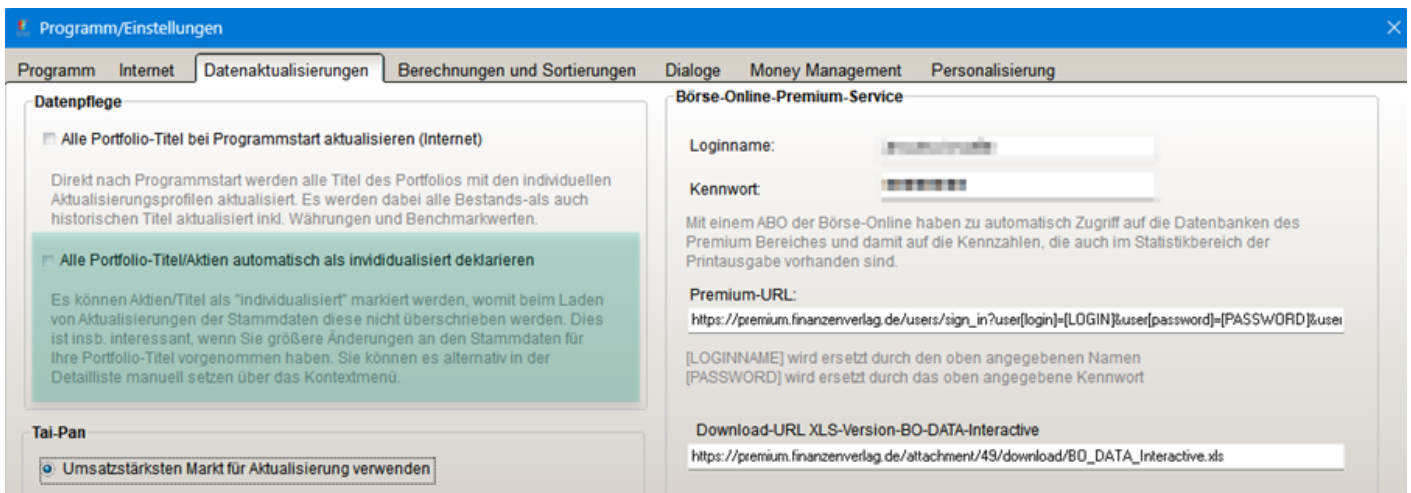 Programm/Einstellungen
Programm Internet Datenaktualisierungen Berechnungen und Sortierungen Dialoge Money Management Personalisierung
Datenpflege
Alle Portfolio-Titel bei Programmstart aktualisieren (Internet)
Direkt nach Programmstart werden alle Titel des Portfolios mit den individuellen
Aktualisierungsprofilen aktualisiert. Es werden dabei alle Bestands-als auch
historischen Titel aktualisiert inkl. Währungen und Benchmarkwerten.
Alle Portfolio-Titel/Aktien automatisch als invididualisiert deklarieren
Es können Aktien/Titel als "individualisiert" markiert werden, womit beim Laden
von Aktualisierungen der Stammdaten diese nicht überschrieben werden. Dies
ist insb. interessant, wenn Sie größere Änderungen an den Stammdaten für
Ihre Portfolio-Titel vorgenommen haben. Sie können es alternativ in der
Detailliste manuell setzen über das Kontextmenü.
Tai-Pan
Umsatzstärksten Markt für Aktualisierung verwenden
Börse-Online-Premium-Service
Loginname:
Kennwort:
Mit einem ABO der Börse-Online haben zu automatisch Zugriff auf die Datenbanken des
Premium Bereiches und damit auf die Kennzahlen, die auch im Statistikbereich der
Printausgabe vorhanden sind.
Premium-URL:
https://premium.finanzenverlag.de/users/sign_in?user[login]=[LOGIN]&user[password]=[PASSWORD]&user
[LOGINNAME] wird ersetzt durch den oben angegebenen Namen
[PASSWORD] wird ersetzt durch das oben angegebene Kennwort
Download-URL XLS-Version-BO-DATA-Interactive
https://premium.finanzenverlag.de/attachment/49/download/BO_DATA_Interactive.xls